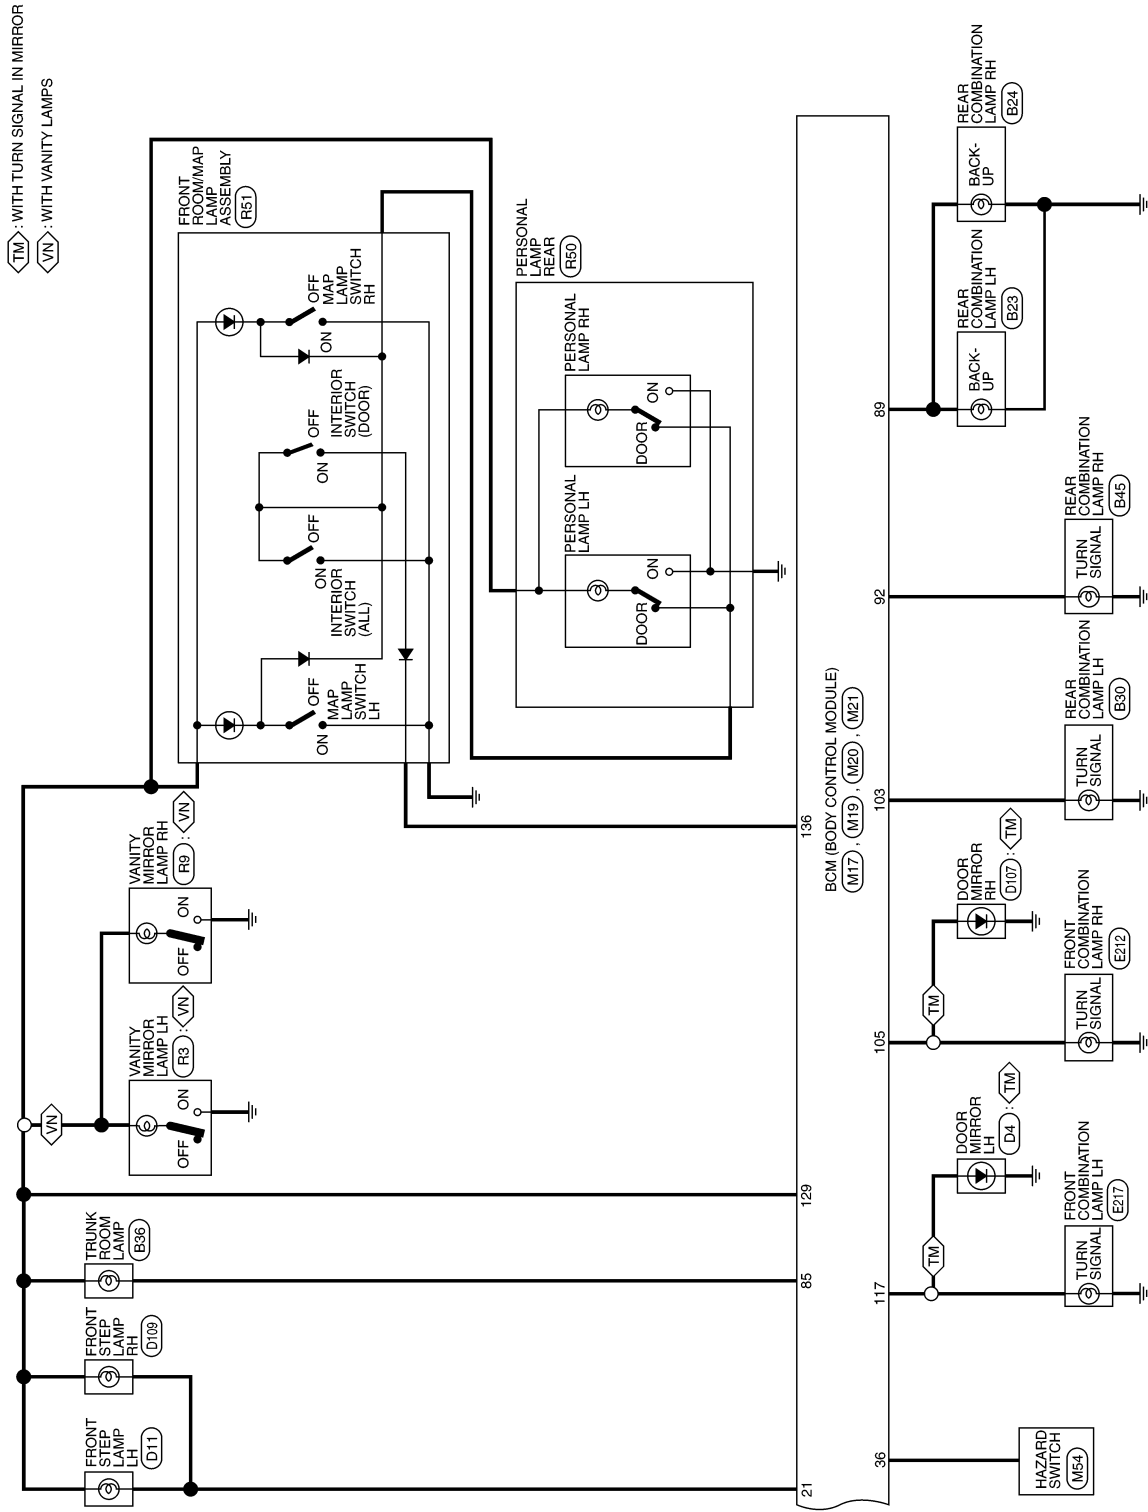 TM : WITH TURN SIGNAL IN MIRROR
VN : WITH VANITY LAMPS
FRONT
STEP
LAMP
LH
D11
FRONT
STEP
LAMP
RH
D109
TRUNK
ROOM
LAMP
B36
VN
VANITY
MIRROR
LAMP LH
R3 : VN
OFF
ON
VANITY
MIRROR
LAMP RH
R9 : VN
OFF
ON
FRONT
ROOM/MAP
LAMP
ASSEMBLY
R51
ON
OFF
MAP
LAMP
SWITCH
LH
ON
OFF
INTERIOR
SWITCH
(ALL)
ON
OFF
INTERIOR
SWITCH
(DOOR)
ON
OFF
MAP
LAMP
SWITCH
RH
PERSONAL
LAMP
REAR
R50
PERSONAL
LAMP LH
DOOR
ON
PERSONAL
LAMP RH
DOOR
ON
21
85
129
136
BCM (BODY CONTROL MODULE)
M17 , M19 , M20 , M21
36
117
105
103
92
89
HAZARD
SWITCH
M54
TM
DOOR
MIRROR
LH
D4 : TM
FRONT
COMBINATION
LAMP LH
E217
TURN
SIGNAL
TM
DOOR
MIRROR
RH
D107 : TM
FRONT
COMBINATION
LAMP RH
E212
TURN
SIGNAL
REAR
COMBINATION
LAMP LH
B30
TURN
SIGNAL
REAR
COMBINATION
LAMP RH
B45
TURN
SIGNAL
REAR
COMBINATION
LAMP LH
B23
BACK-
UP
REAR
COMBINATION
LAMP RH
B24
BACK-
UP